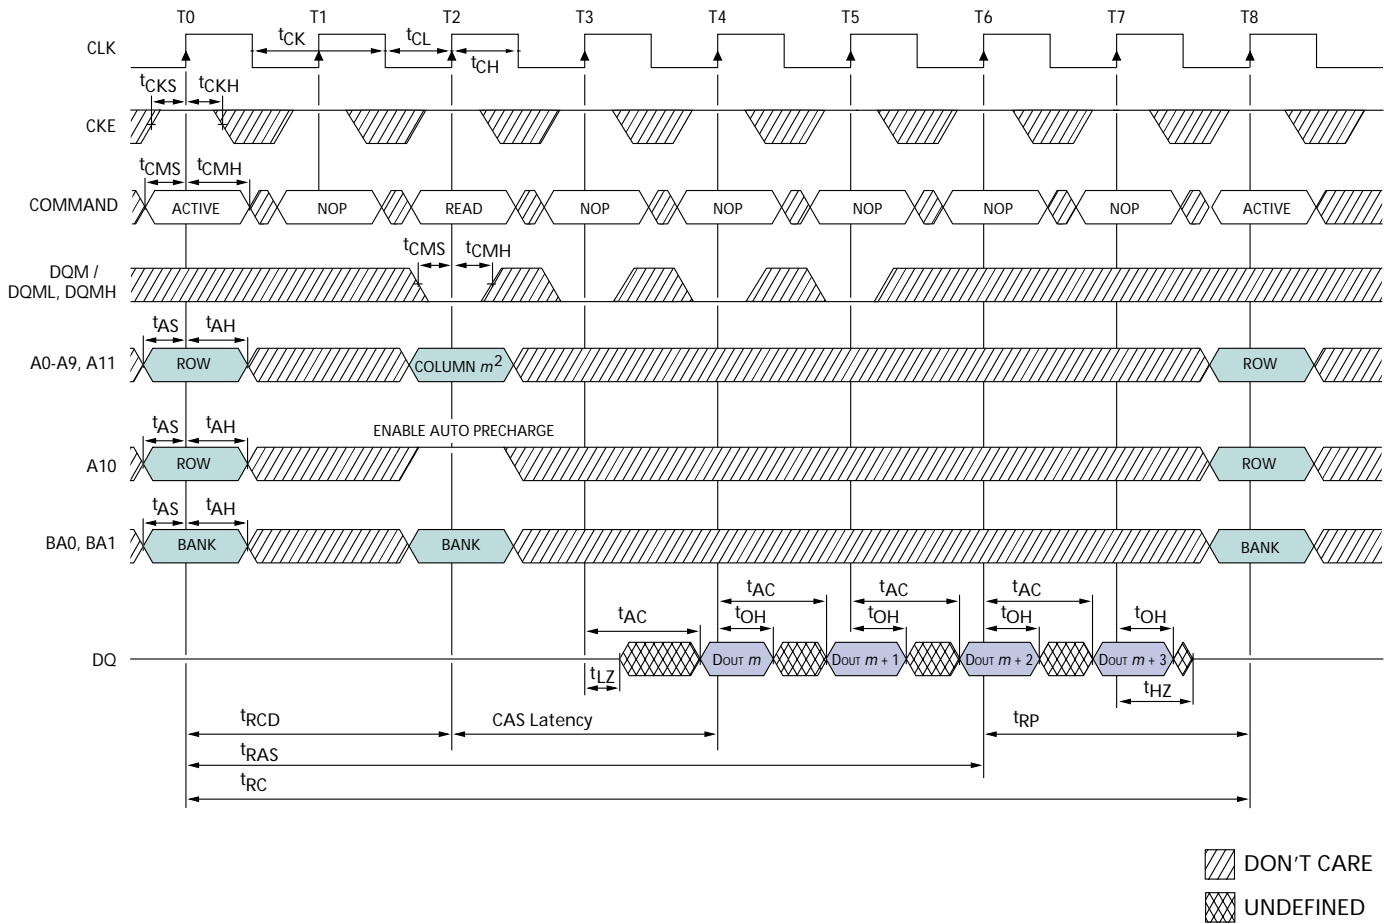 T0 T1 T2 T3 T4 T5 T6 T7 T8
CLK
tCK tCL
tCH
tCKS tCKH
CKE
tCMS tCMH
COMMAND ACTIVE NOP READ NOP NOP NOP NOP NOP ACTIVE
tCMS tCMH
DQM /
DQML, DQMH
tAS tAH
A0-A9, A11 ROW COLUMN m2 ROW
ENABLE AUTO PRECHARGE
tAS tAH
A10 ROW ROW
tAS tAH
BA0, BA1 BANK BANK BANK
tAC tAC tAC
tAC tOH tOH tOH tOH
DQ DOUT m DOUT m + 1 DOUT m + 2 DOUT m + 3
tLZ tHZ
tRCD CAS Latency tRP
tRAS
tRC
DON'T CARE
UNDEFINED